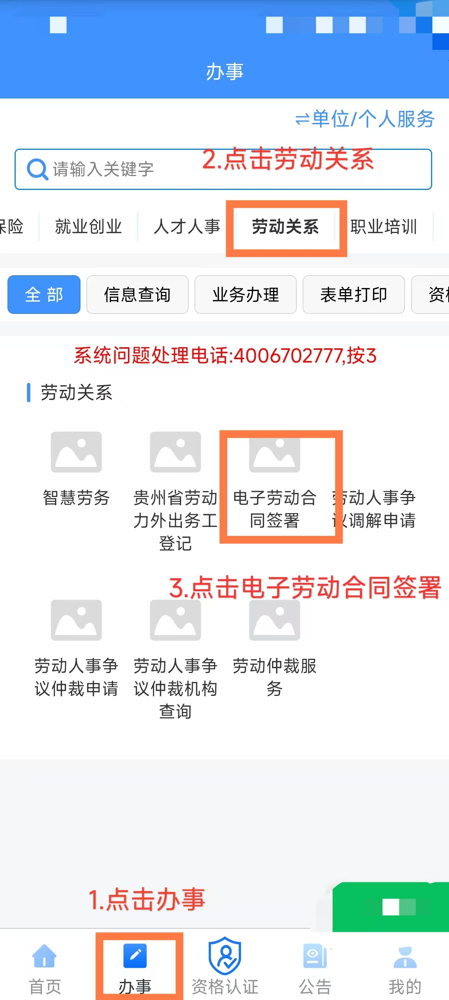 办事
⇌单位/个人服务
请输入关键字
2.点击劳动关系
保险
就业创业
人才人事
劳动关系
职业培训
全 部
信息查询
业务办理
表单打印
系统问题处理电话:4006702777,按3
劳动关系
智慧劳务
贵州省劳动
力外出务工
登记
电子劳动合
同签署
劳动人事争
议调解申请
3.点击电子劳动合同签署
劳动人事争
议仲裁申请
劳动人事争
议仲裁机构
查询
劳动仲裁服
务
1.点击办事
首页
办事
资格认证
公告
我的